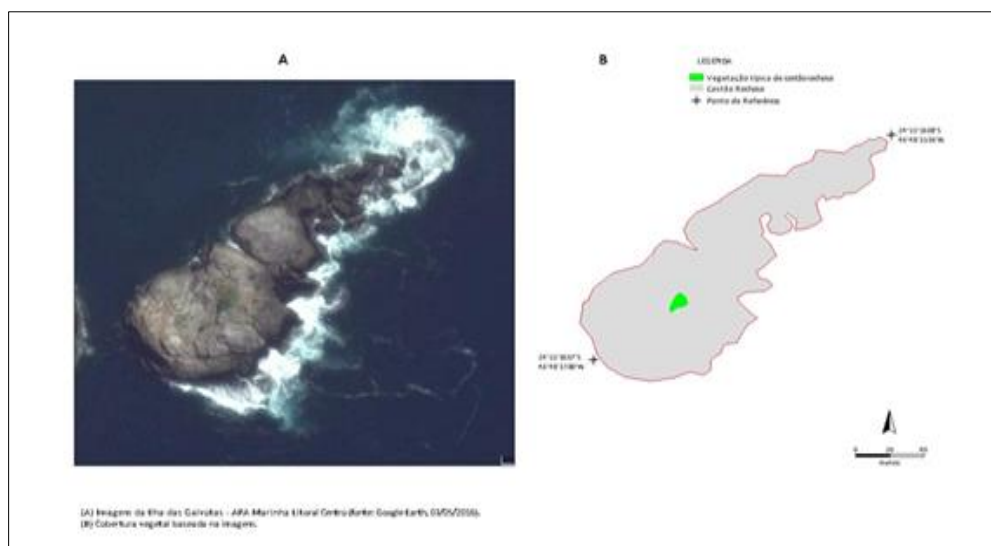 A
B
LEGENDA
Vegetação típica de costão rochoso
Costão Rochoso
Ponto de Referência
(A) Imagem da Ilha das Gaivotas - APA Marinha Litoral Centro (fonte: Google Earth, 03/05/2016).
(B) Cobertura vegetal baseada na imagem.